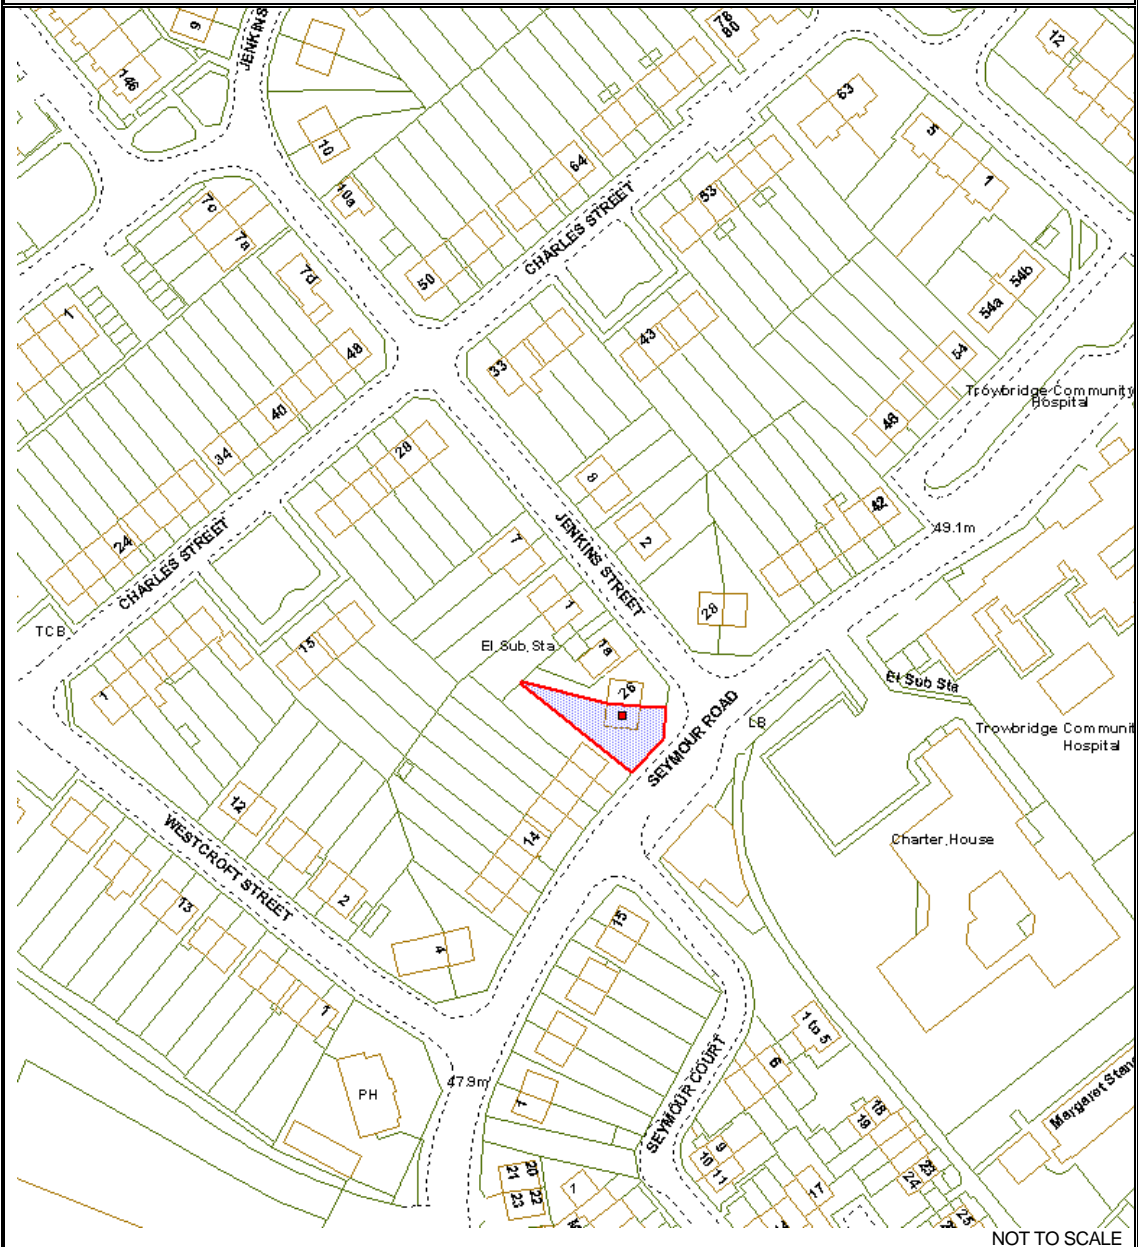 9
JENKINS
78
80
12
146
63
10
5
1
64
10a
7c
53
7a
CHARLES STREET
54b
7d
50
54a
1
43
48
33
54
Trowbridge Community
Hospital
40
46
28
34
8
42
JENKINS STREET
49.1m
24
7
2
CHARLES STREET
1
28
TCB
15
El Sub Sta
1a
El Sub Sta
26
1
SEYMOUR ROAD
LB
Trowbridge Communit
Hospital
12
WESTCROFT STREET
14
Charter House
2
13
15
4
1
1 to 5
SEYMOUR COURT
6
47.9m
PH
1
Margaret Stan
18
19
9
10
11
20
21
22
23
23
24
1
17
25
NOT TO SCALE